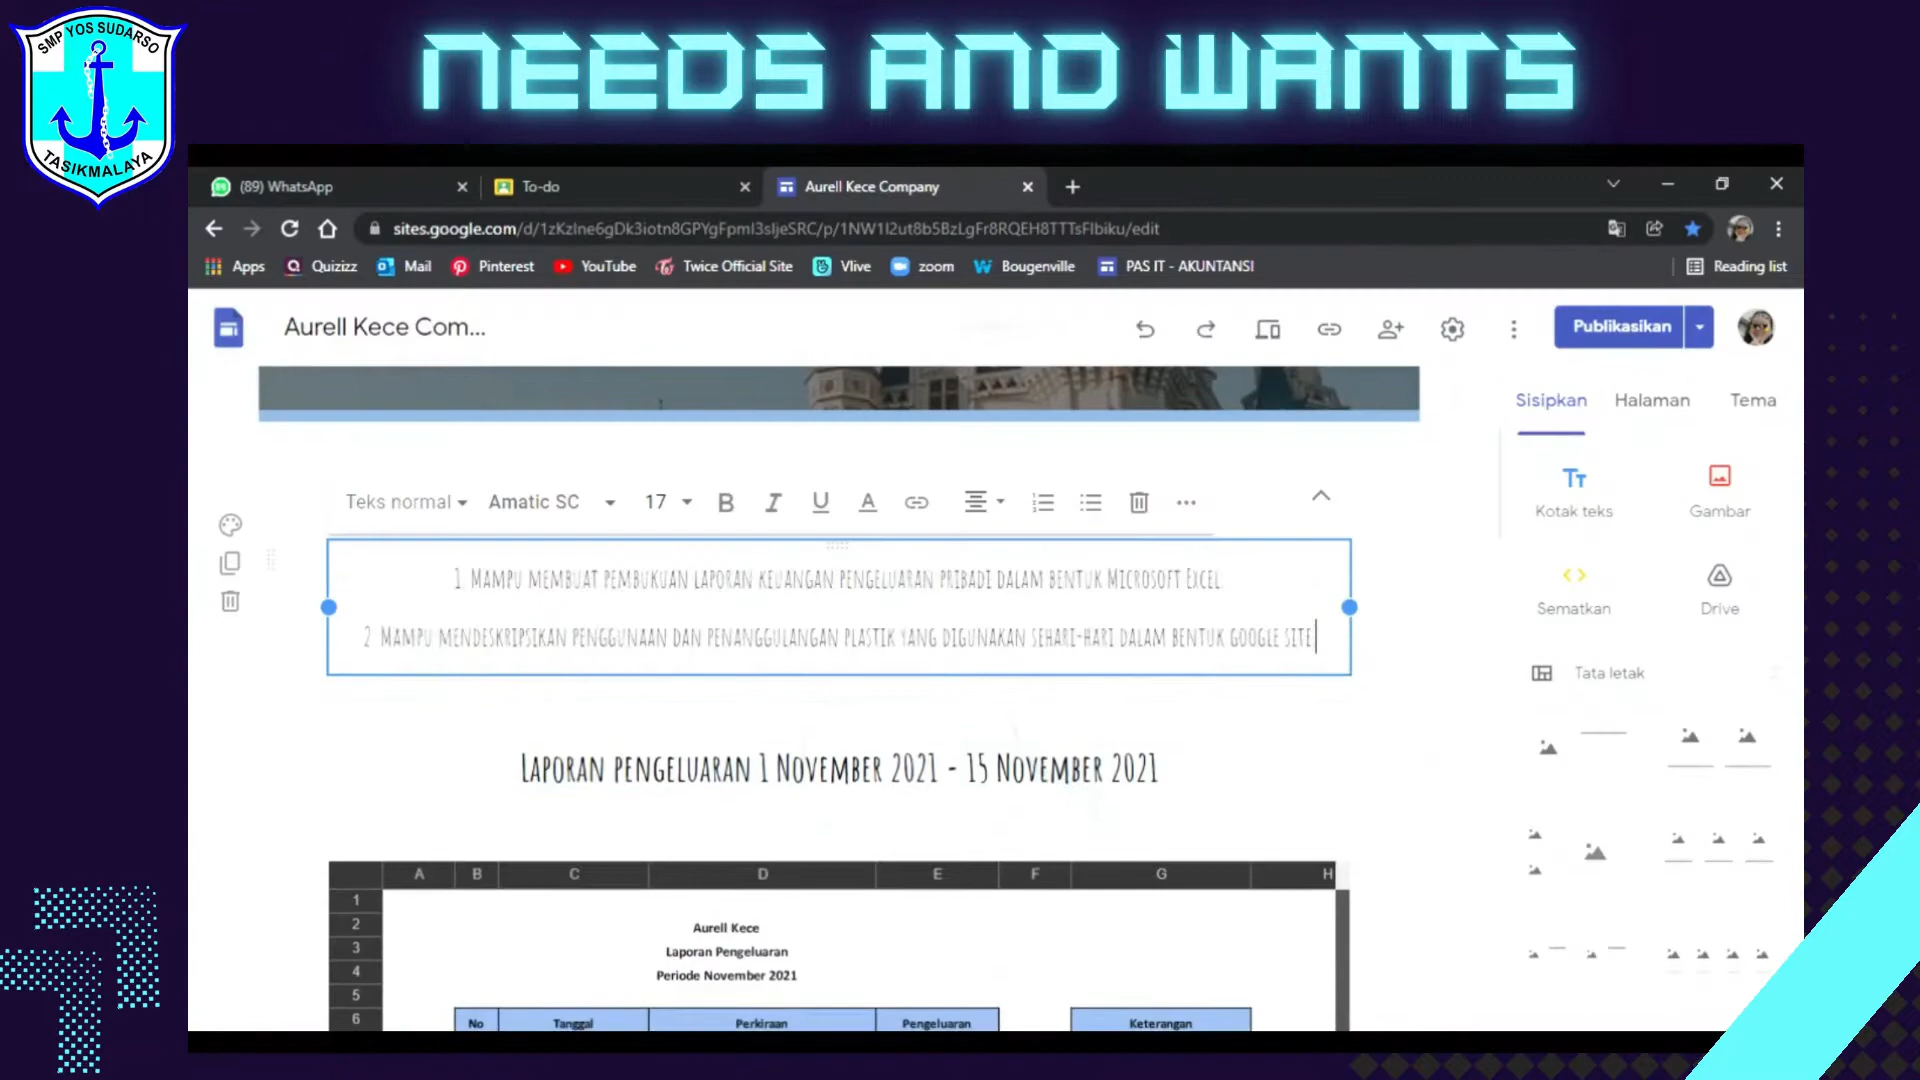 SMP YOS SUDARSO
TASIKMALAYA
NEEDS AND WANTS
(89) WhatsApp
To-do
Aurell Kece Company
sites.google.com/d/1zKzIne6gDk3iotn8GPYgFpmI3sIjeSRC/p/1NW1I2ut8b5BzLgFr8RQEH8TTTsFIbiku/edit
Apps Quizizz Mail Pinterest YouTube Twice Official Site Vlive zoom Bougenville PAS IT - AKUNTANSI Reading list
Aurell Kece Com...
Publikasikan
Sisipkan Halaman Tema
Teks normal Amatic SC 17
Kotak teks Gambar
Sematkan Drive
Tata letak
1. Mampu membuat pembukuan laporan keuangan pengeluaran pribadi dalam bentuk Microsoft Excel.
2. Mampu mendeskripsikan penggunaan dan penanggulangan plastik yang digunakan sehari-hari dalam bentuk google site
Laporan pengeluaran 1 November 2021 - 15 November 2021
A B C D E F G H
1
2 Aurell Kece
3 Laporan Pengeluaran
4 Periode November 2021
5
6 No Tanggal Perkiraan Pengeluaran Keterangan